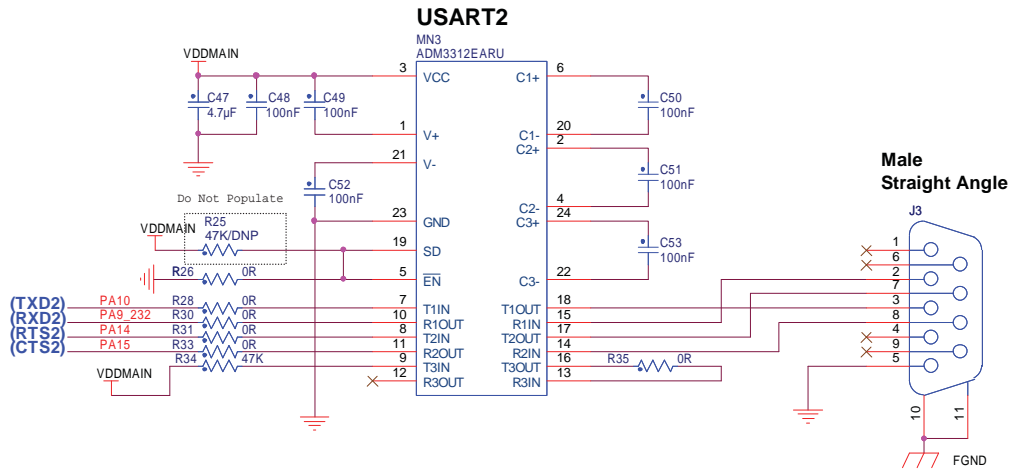 USART2
MN3
ADM3312EARU
VDDMAIN
3 VCC C1+ 6
C47
4.7µF
C48
100nF
C49
100nF
C50
100nF
1 V+ C1- 20
C2+ 2
21 V-
C52
100nF
C51
100nF
Male
Straight Angle
Do Not Populate
C2- 4
J3
R25
47K/DNP
23 GND C3+ 24
VDDMAIN
19 SD
C53
100nF
1
6
R26 0R 5 EN C3- 22
2
7
(TXD2) PA10 R28 0R 7 T1IN T1OUT 18
3
(RXD2) PA9_232 R30 0R 10 R1OUT R1IN 15
8
(RTS2) PA14 R31 0R 8 T2IN T2OUT 17
4
(CTS2) PA15 R33 0R 11 R2OUT R2IN 14
9
R34 47K 9 T3IN T3OUT 16 R35 0R
5
VDDMAIN
12 R3OUT R3IN 13
10
11
FGND